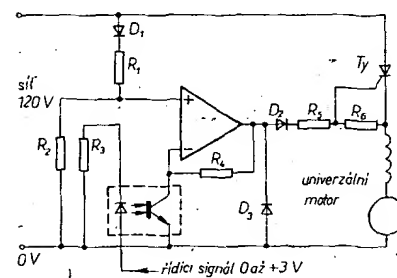 D₁
R₁
Ty
síť
120 V
+
D₂
R₅
R₆
R₂
R₃
−
R₄
univerzální
motor
D₃
0 V
řídicí signál 0 až +3 V